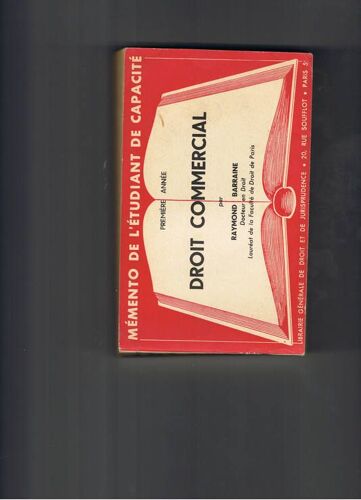 MÉMENTO DE L'ÉTUDIANT DE CAPACITÉ
PREMIÈRE ANNÉE
DROIT COMMERCIAL
par
RAYMOND BARRAINE
Docteur en Droit
Lauréat de la Faculté de Droit de Paris
LIBRAIRIE GÉNÉRALE DE DROIT ET DE JURISPRUDENCE • 20, RUE SOUFFLOT • PARIS 5